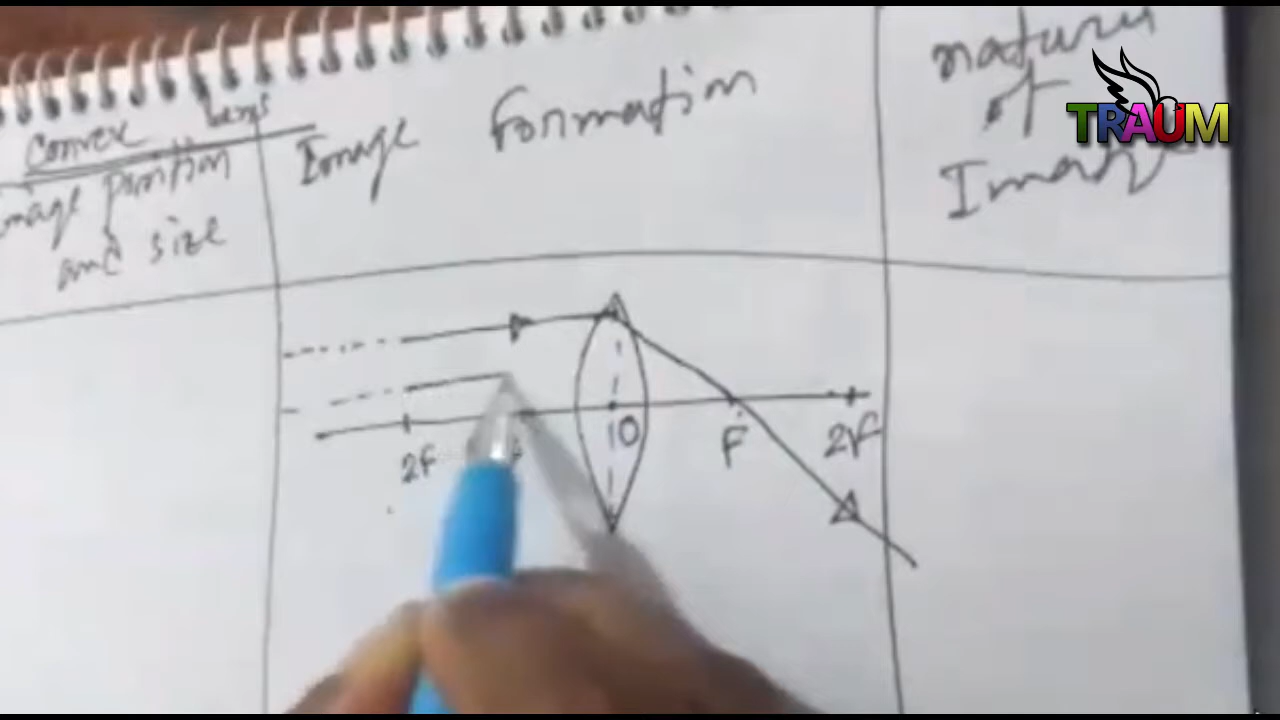 Convex lens
Image position
and size
Image Formation
nature
of
Image
TRAUM
2F
O
F
2F